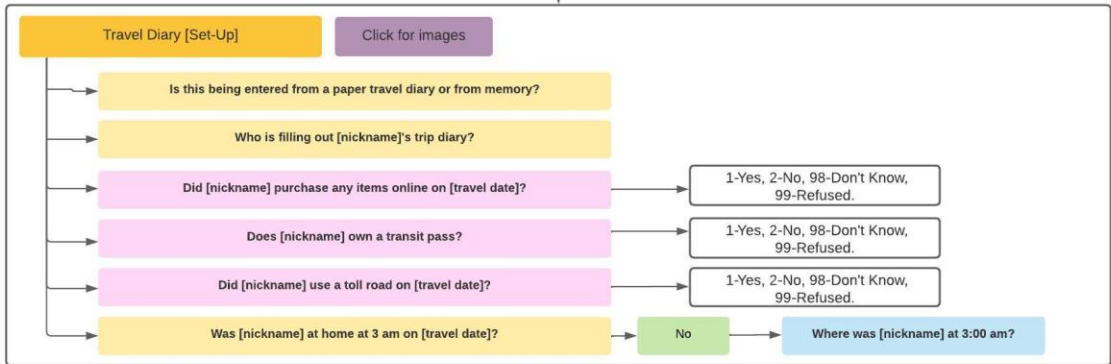 Travel Diary [Set-Up]
Click for images
Is this being entered from a paper travel diary or from memory?
Who is filling out [nickname]'s trip diary?
Did [nickname] purchase any items online on [travel date]?
1-Yes, 2-No, 98-Don't Know,
99-Refused.
Does [nickname] own a transit pass?
1-Yes, 2-No, 98-Don't Know,
99-Refused.
Did [nickname] use a toll road on [travel date]?
1-Yes, 2-No, 98-Don't Know,
99-Refused.
Was [nickname] at home at 3 am on [travel date]?
No
Where was [nickname] at 3:00 am?